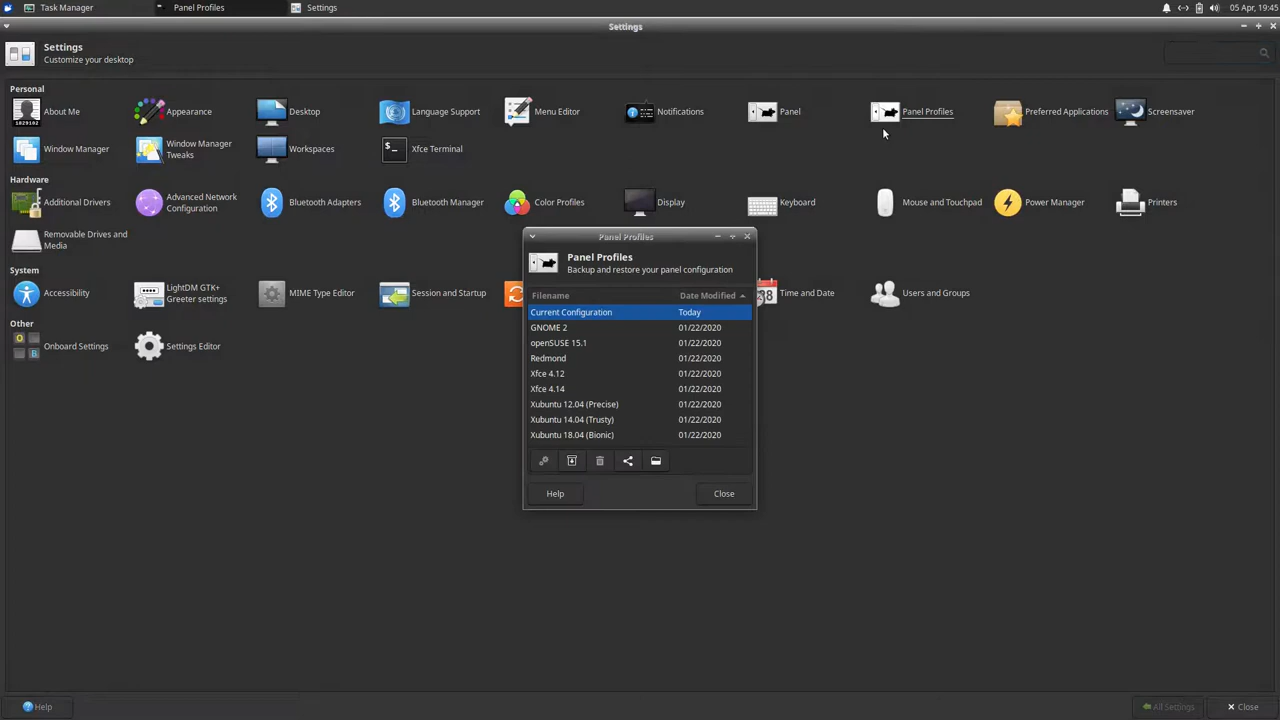 Task Manager
Panel Profiles
Settings
05 Apr, 19:45
Settings
Settings
Customize your desktop
Personal
About Me
Appearance
Desktop
Language Support
Menu Editor
Notifications
Panel
Panel Profiles
Preferred Applications
Screensaver
Window Manager
Window Manager
Tweaks
Workspaces
Xfce Terminal
Hardware
Additional Drivers
Advanced Network
Configuration
Bluetooth Adapters
Bluetooth Manager
Color Profiles
Display
Keyboard
Mouse and Touchpad
Power Manager
Printers
Removable Drives and
Media
System
Accessibility
LightDM GTK+
Greeter settings
MIME Type Editor
Session and Startup
Time and Date
Users and Groups
Other
Onboard Settings
Settings Editor
Panel Profiles
Panel Profiles
Backup and restore your panel configuration
Filename Date Modified
Current Configuration Today
GNOME 2 01/22/2020
openSUSE 15.1 01/22/2020
Redmond 01/22/2020
Xfce 4.12 01/22/2020
Xfce 4.14 01/22/2020
Xubuntu 12.04 (Precise) 01/22/2020
Xubuntu 14.04 (Trusty) 01/22/2020
Xubuntu 18.04 (Bionic) 01/22/2020
Help
Close
Help
All Settings
Close